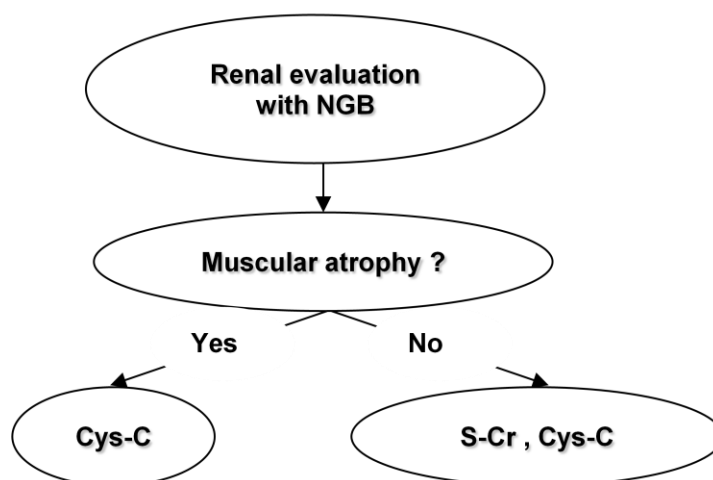 Renal evaluation
with NGB
Muscular atrophy ?
Yes
No
Cys-C
S-Cr , Cys-C